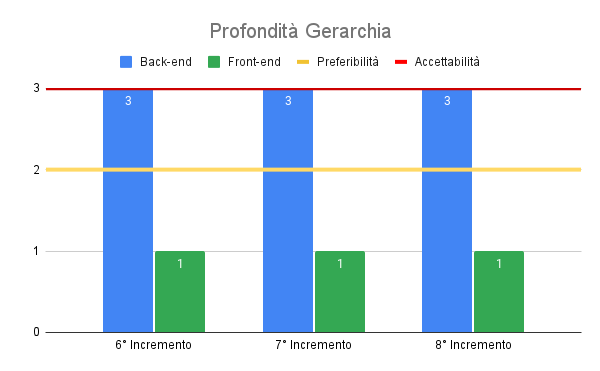 Profondità Gerarchia
Back-end Front-end Preferibilità Accettabilità
3
3 3 3
2
1
1 1 1
0
6° Incremento 7° Incremento 8° Incremento